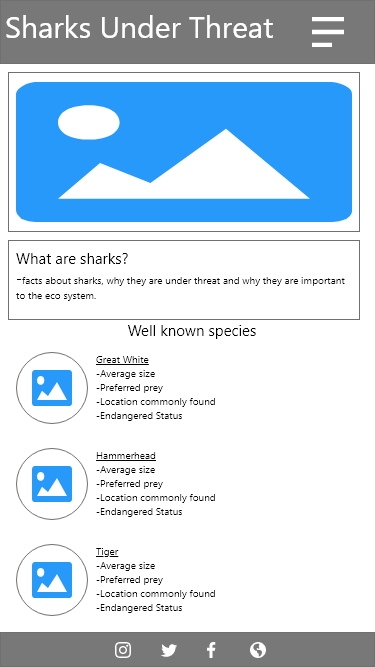 Sharks Under Threat
What are sharks?
-facts about sharks, why they are under threat and why they are important
to the eco system.
Well known species
Great White
-Average size
-Preferred prey
-Location commonly found
-Endangered Status
Hammerhead
-Average size
-Preferred prey
-Location commonly found
-Endangered Status
Tiger
-Average size
-Preferred prey
-Location commonly found
-Endangered Status